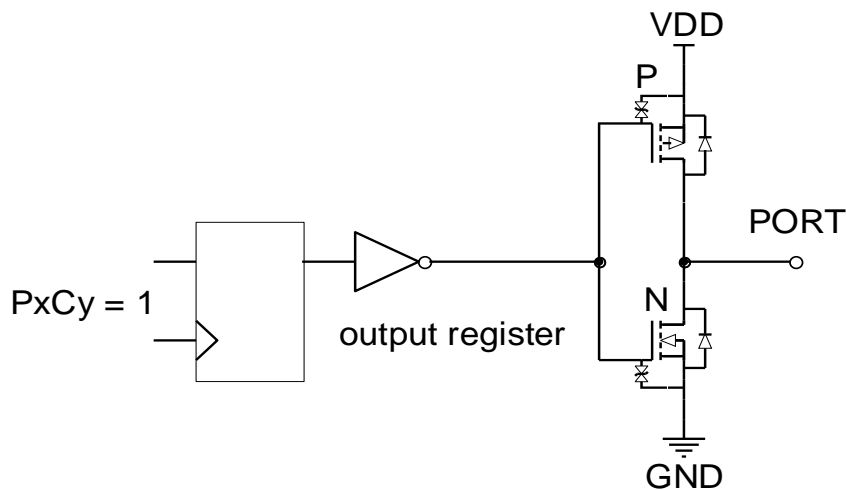 VDD
P
PORT
PxCy = 1
N
output register
GND